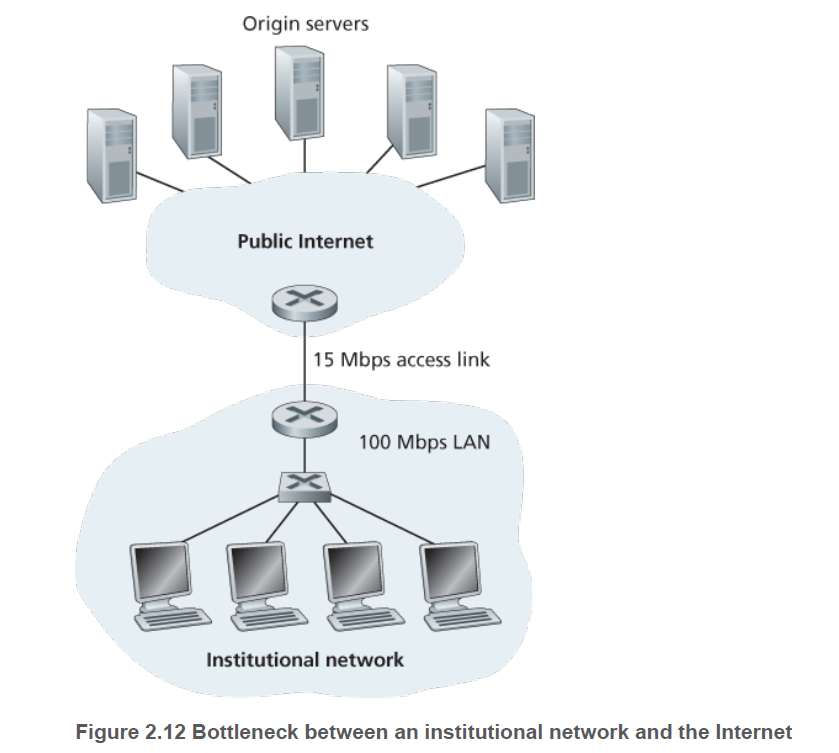 Origin servers
Public Internet
15 Mbps access link
100 Mbps LAN
Institutional network
Figure 2.12 Bottleneck between an institutional network and the Internet